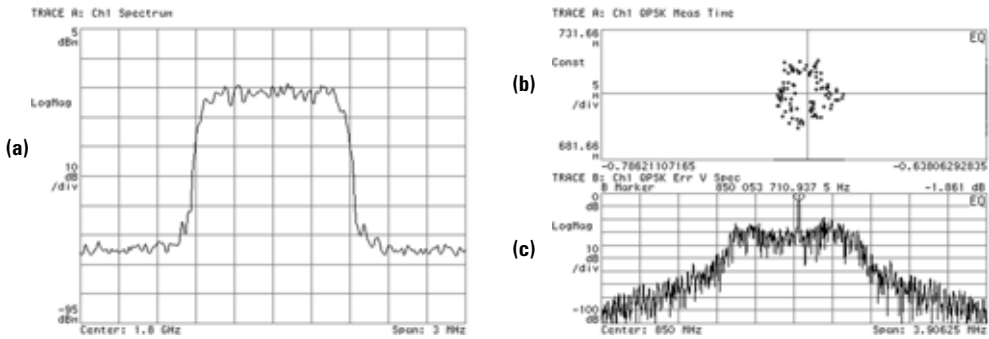 TRACE A: Ch1 Spectrum
5
dBm
LogMag
10
dB
/div
-95
dBm
Center: 1.8 GHz
Span: 3 MHz
(a)
TRACE A: Ch1 QPSK Meas Time
731.66
m
EQ
Const
5
m
/div
681.66
m
-0.78621107165
-0.63806292835
(b)
TRACE B: Ch1 QPSK Err V Spec
B Marker
850 053 710.937 5 Hz
-1.861 dB
0
dB
EQ
LogMag
10
dB
/div
-100
dB
Center: 850 MHz
Span: 3.90625 MHz
(c)